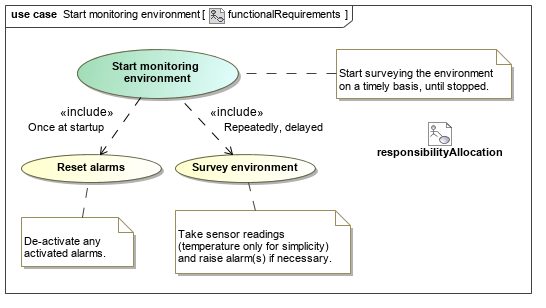 use case Start monitoring environment [ functionalRequirements ]
Start monitoring
environment
Start surveying the environment
on a timely basis, until stopped.
«include»
«include»
Once at startup
Repeatedly, delayed
responsibilityAllocation
Reset alarms
Survey environment
De-activate any
activated alarms.
Take sensor readings
(temperature only for simplicity)
and raise alarm(s) if necessary.